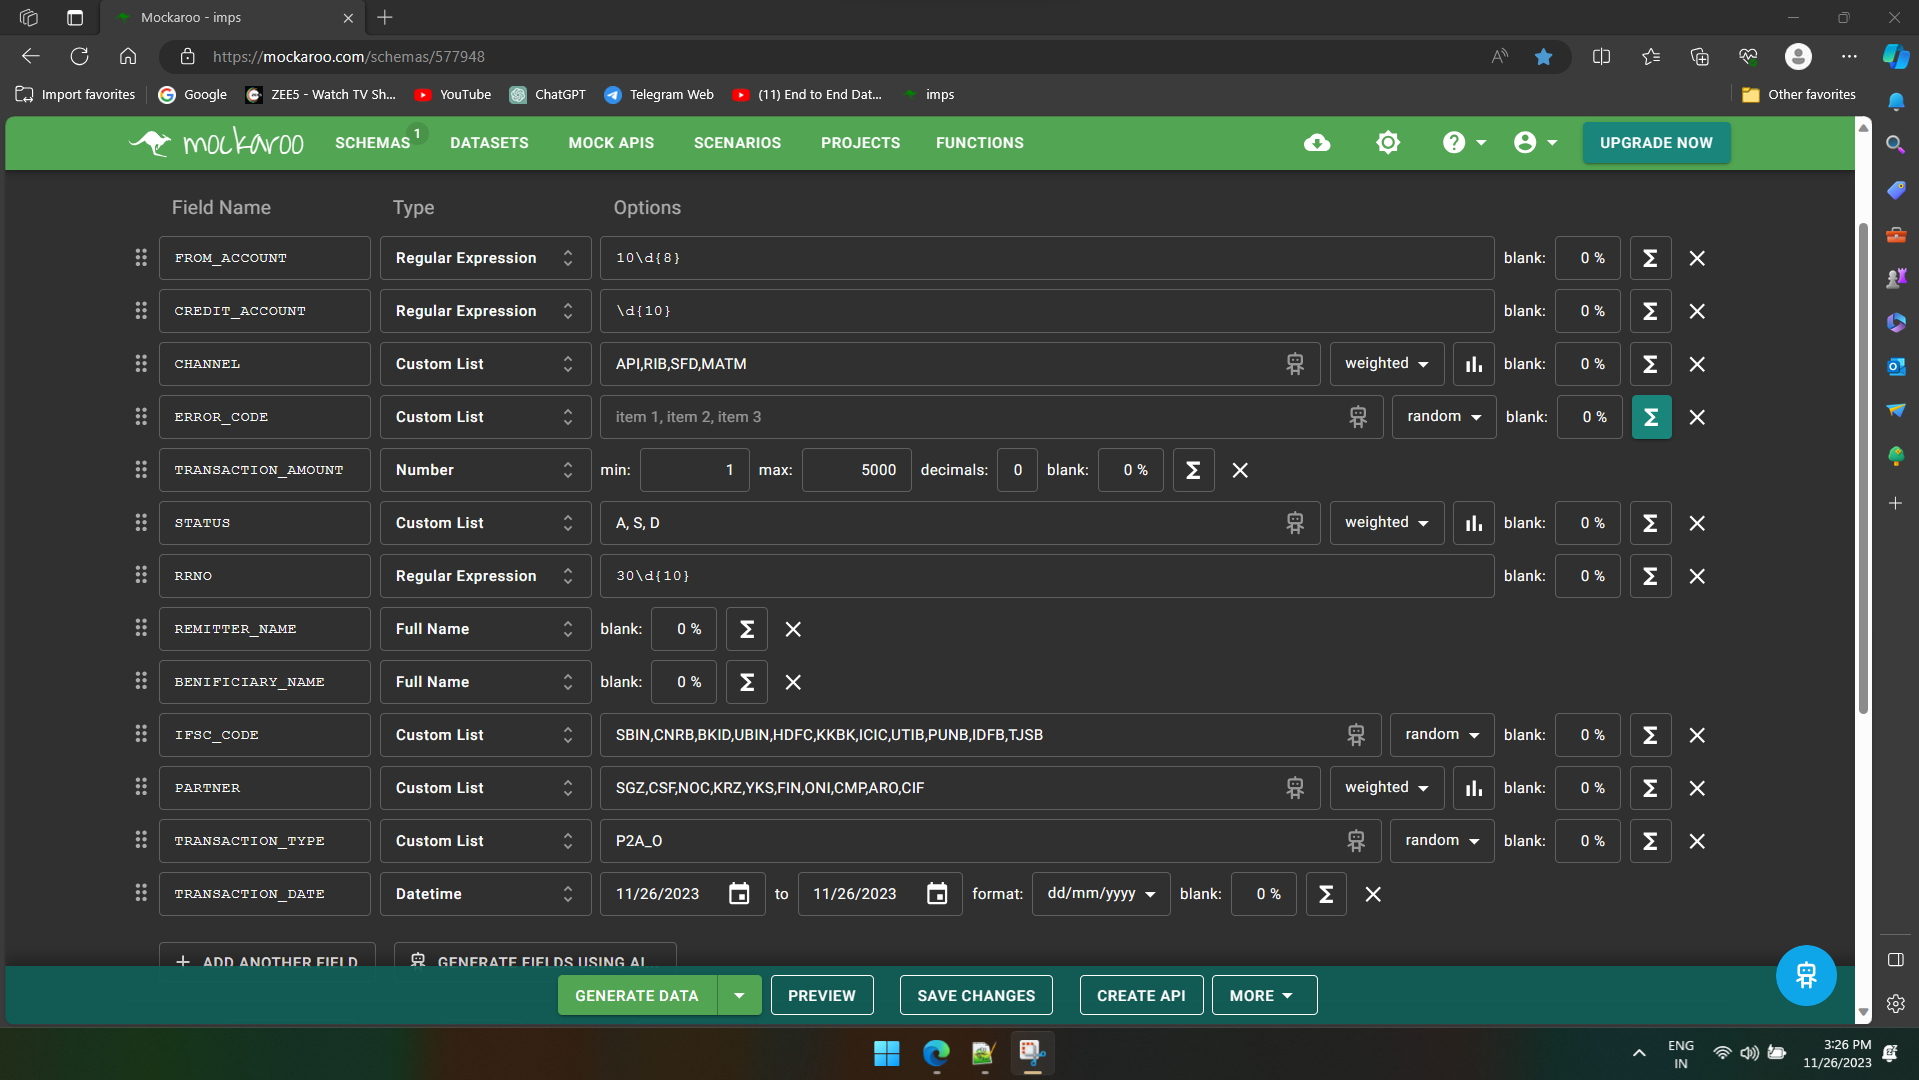 Mockaroo - imps
https://mockaroo.com/schemas/577948
Import favorites Google ZEE5 - Watch TV Sh... YouTube ChatGPT Telegram Web (11) End to End Dat... imps Other favorites
mockaroo SCHEMAS 1 DATASETS MOCK APIS SCENARIOS PROJECTS FUNCTIONS UPGRADE NOW
Field Name Type Options
FROM_ACCOUNT Regular Expression 10\d{8} blank: 0 % Σ
CREDIT_ACCOUNT Regular Expression \d{10} blank: 0 % Σ
CHANNEL Custom List API,RIB,SFD,MATM weighted blank: 0 % Σ
ERROR_CODE Custom List item 1, item 2, item 3 random blank: 0 % Σ
TRANSACTION_AMOUNT Number min: 1 max: 5000 decimals: 0 blank: 0 % Σ
STATUS Custom List A, S, D weighted blank: 0 % Σ
RRNO Regular Expression 30\d{10} blank: 0 % Σ
REMITTER_NAME Full Name blank: 0 % Σ
BENIFICIARY_NAME Full Name blank: 0 % Σ
IFSC_CODE Custom List SBIN,CNRB,BKID,UBIN,HDFC,KKBK,ICIC,UTIB,PUNB,IDFB,TJSB random blank: 0 % Σ
PARTNER Custom List SGZ,CSF,NOC,KRZ,YKS,FIN,ONI,CMP,ARO,CIF weighted blank: 0 % Σ
TRANSACTION_TYPE Custom List P2A_O random blank: 0 % Σ
TRANSACTION_DATE Datetime 11/26/2023 to 11/26/2023 format: dd/mm/yyyy blank: 0 % Σ
+ ADD ANOTHER FIELD GENERATE FIELDS USING AI...
GENERATE DATA PREVIEW SAVE CHANGES CREATE API MORE
ENG 3:26 PM
IN 11/26/2023